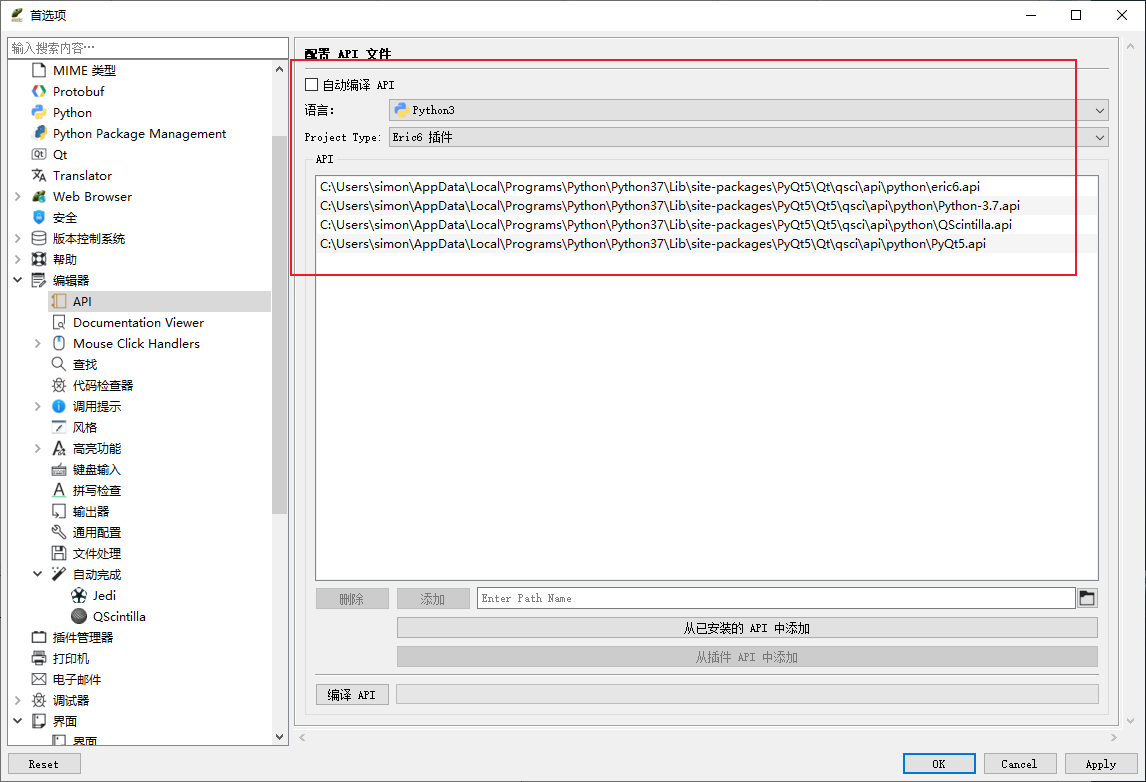 首选项
输入搜索内容…
MIME 类型
Protobuf
Python
Python Package Management
Qt
Translator
Web Browser
安全
版本控制系统
帮助
编辑器
API
Documentation Viewer
Mouse Click Handlers
查找
代码检查器
调用提示
风格
高亮功能
键盘输入
拼写检查
输出器
通用配置
文件处理
自动完成
Jedi
QScintilla
插件管理器
打印机
电子邮件
调试器
界面
界面
配置 API 文件
自动编译 API
语言: Python3
Project Type: Eric6 插件
API
C:\Users\simon\AppData\Local\Programs\Python\Python37\Lib\site-packages\PyQt5\Qt\qsci\api\python\eric6.api
C:\Users\simon\AppData\Local\Programs\Python\Python37\Lib\site-packages\PyQt5\Qt5\qsci\api\python\Python-3.7.api
C:\Users\simon\AppData\Local\Programs\Python\Python37\Lib\site-packages\PyQt5\Qt5\qsci\api\python\QScintilla.api
C:\Users\simon\AppData\Local\Programs\Python\Python37\Lib\site-packages\PyQt5\Qt\qsci\api\python\PyQt5.api
删除 添加 Enter Path Name
从已安装的 API 中添加
从插件 API 中添加
编译 API
Reset OK Cancel Apply